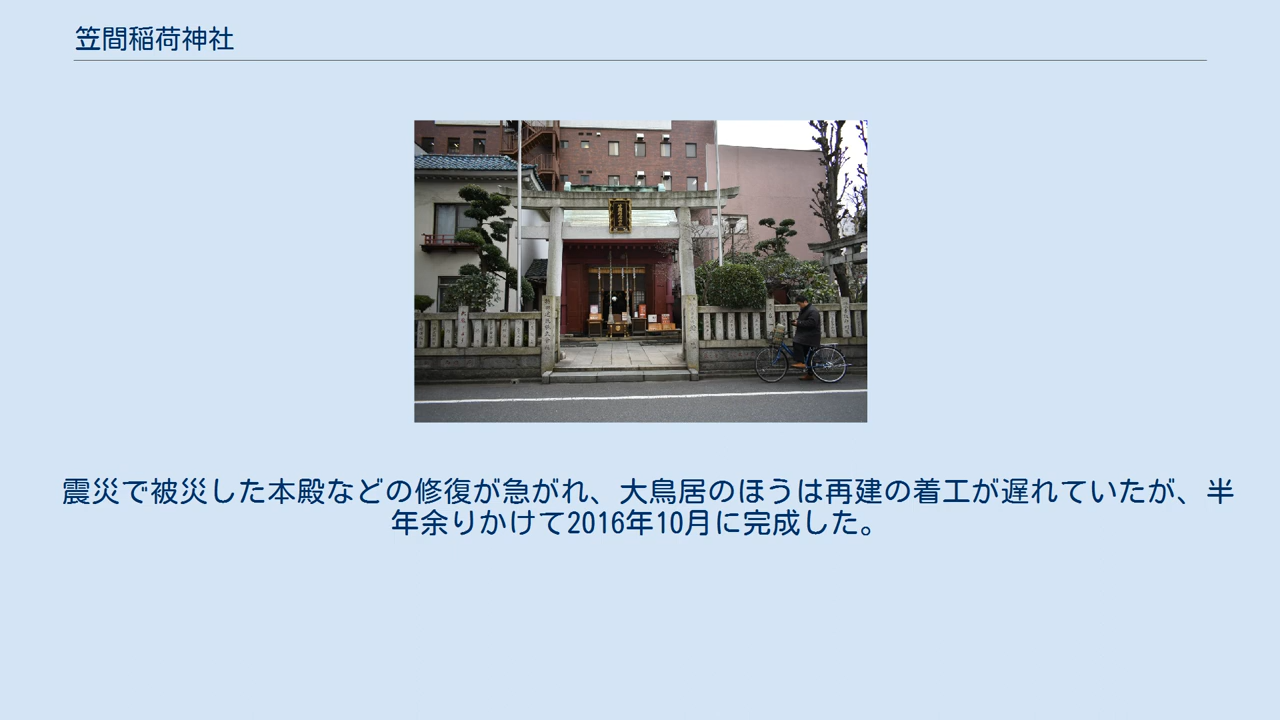 笠間稲荷神社
震災で被災した本殿などの修復が急がれ、大鳥居のほうは再建の着工が遅れていたが、半
年余りかけて2016年10月に完成した。